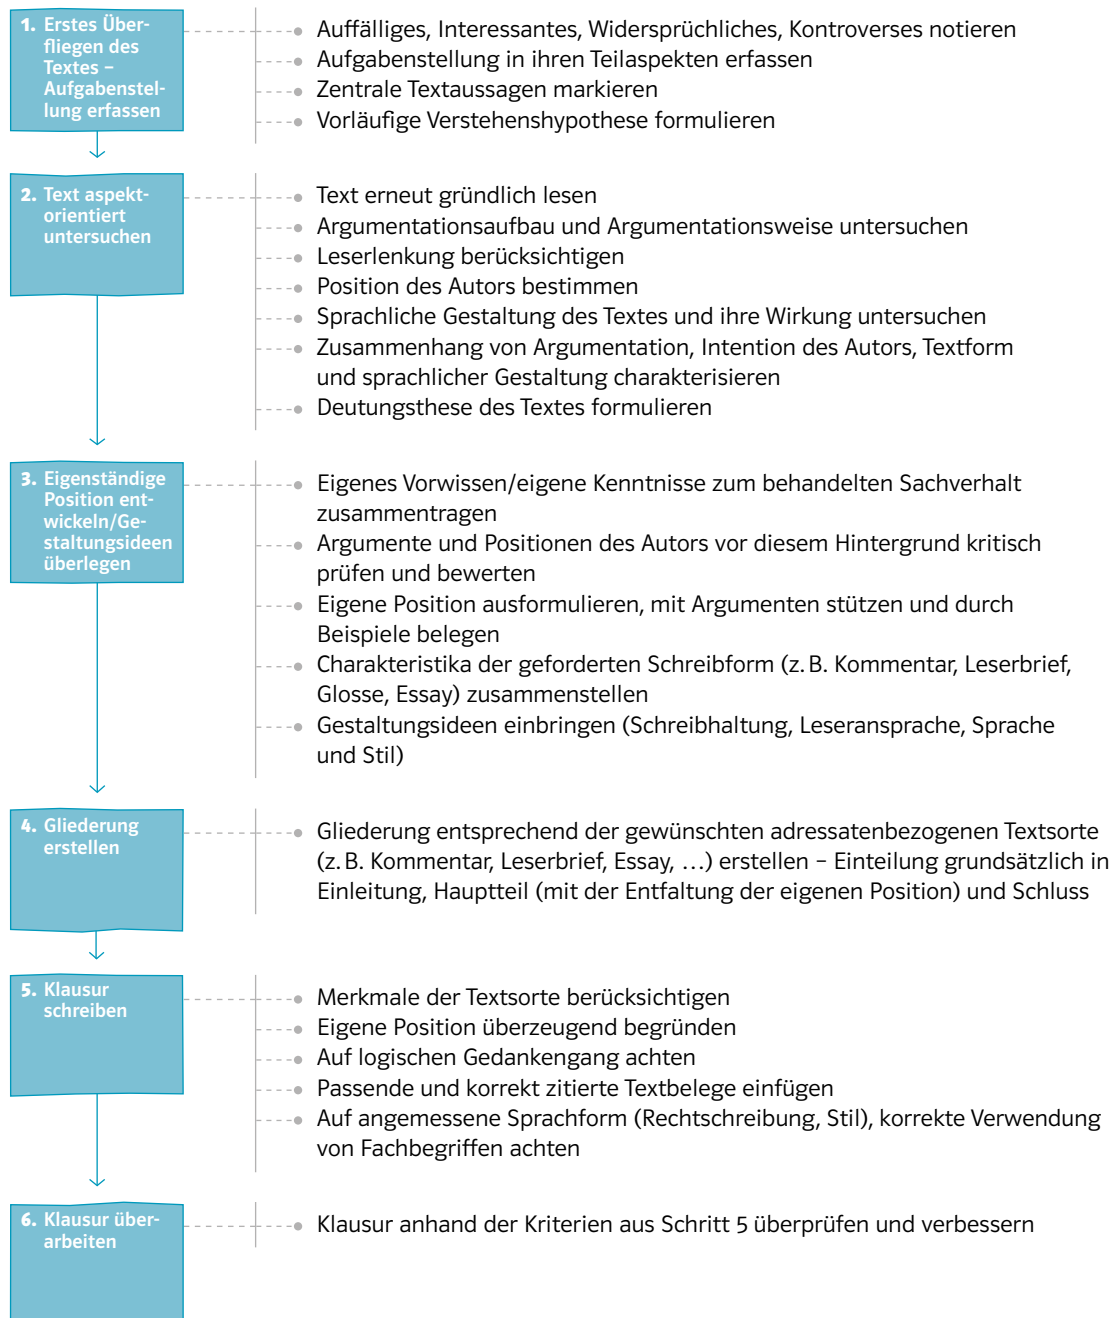 1. Erstes Über-
fliegen des
Textes –
Aufgabenstel-
lung erfassen
Auffälliges, Interessantes, Widersprüchliches, Kontroverses notieren
Aufgabenstellung in ihren Teilaspekten erfassen
Zentrale Textaussagen markieren
Vorläufige Verstehenshypothese formulieren
2. Text aspekt-
orientiert
untersuchen
Text erneut gründlich lesen
Argumentationsaufbau und Argumentationsweise untersuchen
Leserlenkung berücksichtigen
Position des Autors bestimmen
Sprachliche Gestaltung des Textes und ihre Wirkung untersuchen
Zusammenhang von Argumentation, Intention des Autors, Textform
und sprachlicher Gestaltung charakterisieren
Deutungsthese des Textes formulieren
3. Eigenständige
Position ent-
wickeln/Ge-
staltungsideen
überlegen
Eigenes Vorwissen/eigene Kenntnisse zum behandelten Sachverhalt
zusammentragen
Argumente und Positionen des Autors vor diesem Hintergrund kritisch
prüfen und bewerten
Eigene Position ausformulieren, mit Argumenten stützen und durch
Beispiele belegen
Charakteristika der geforderten Schreibform (z. B. Kommentar, Leserbrief,
Glosse, Essay) zusammenstellen
Gestaltungsideen einbringen (Schreibhaltung, Leseransprache, Sprache
und Stil)
4. Gliederung
erstellen
Gliederung entsprechend der gewünschten adressatenbezogenen Textsorte
(z. B. Kommentar, Leserbrief, Essay, …) erstellen – Einteilung grundsätzlich in
Einleitung, Hauptteil (mit der Entfaltung der eigenen Position) und Schluss
5. Klausur
schreiben
Merkmale der Textsorte berücksichtigen
Eigene Position überzeugend begründen
Auf logischen Gedankengang achten
Passende und korrekt zitierte Textbelege einfügen
Auf angemessene Sprachform (Rechtschreibung, Stil), korrekte Verwendung
von Fachbegriffen achten
6. Klausur über-
arbeiten
Klausur anhand der Kriterien aus Schritt 5 überprüfen und verbessern